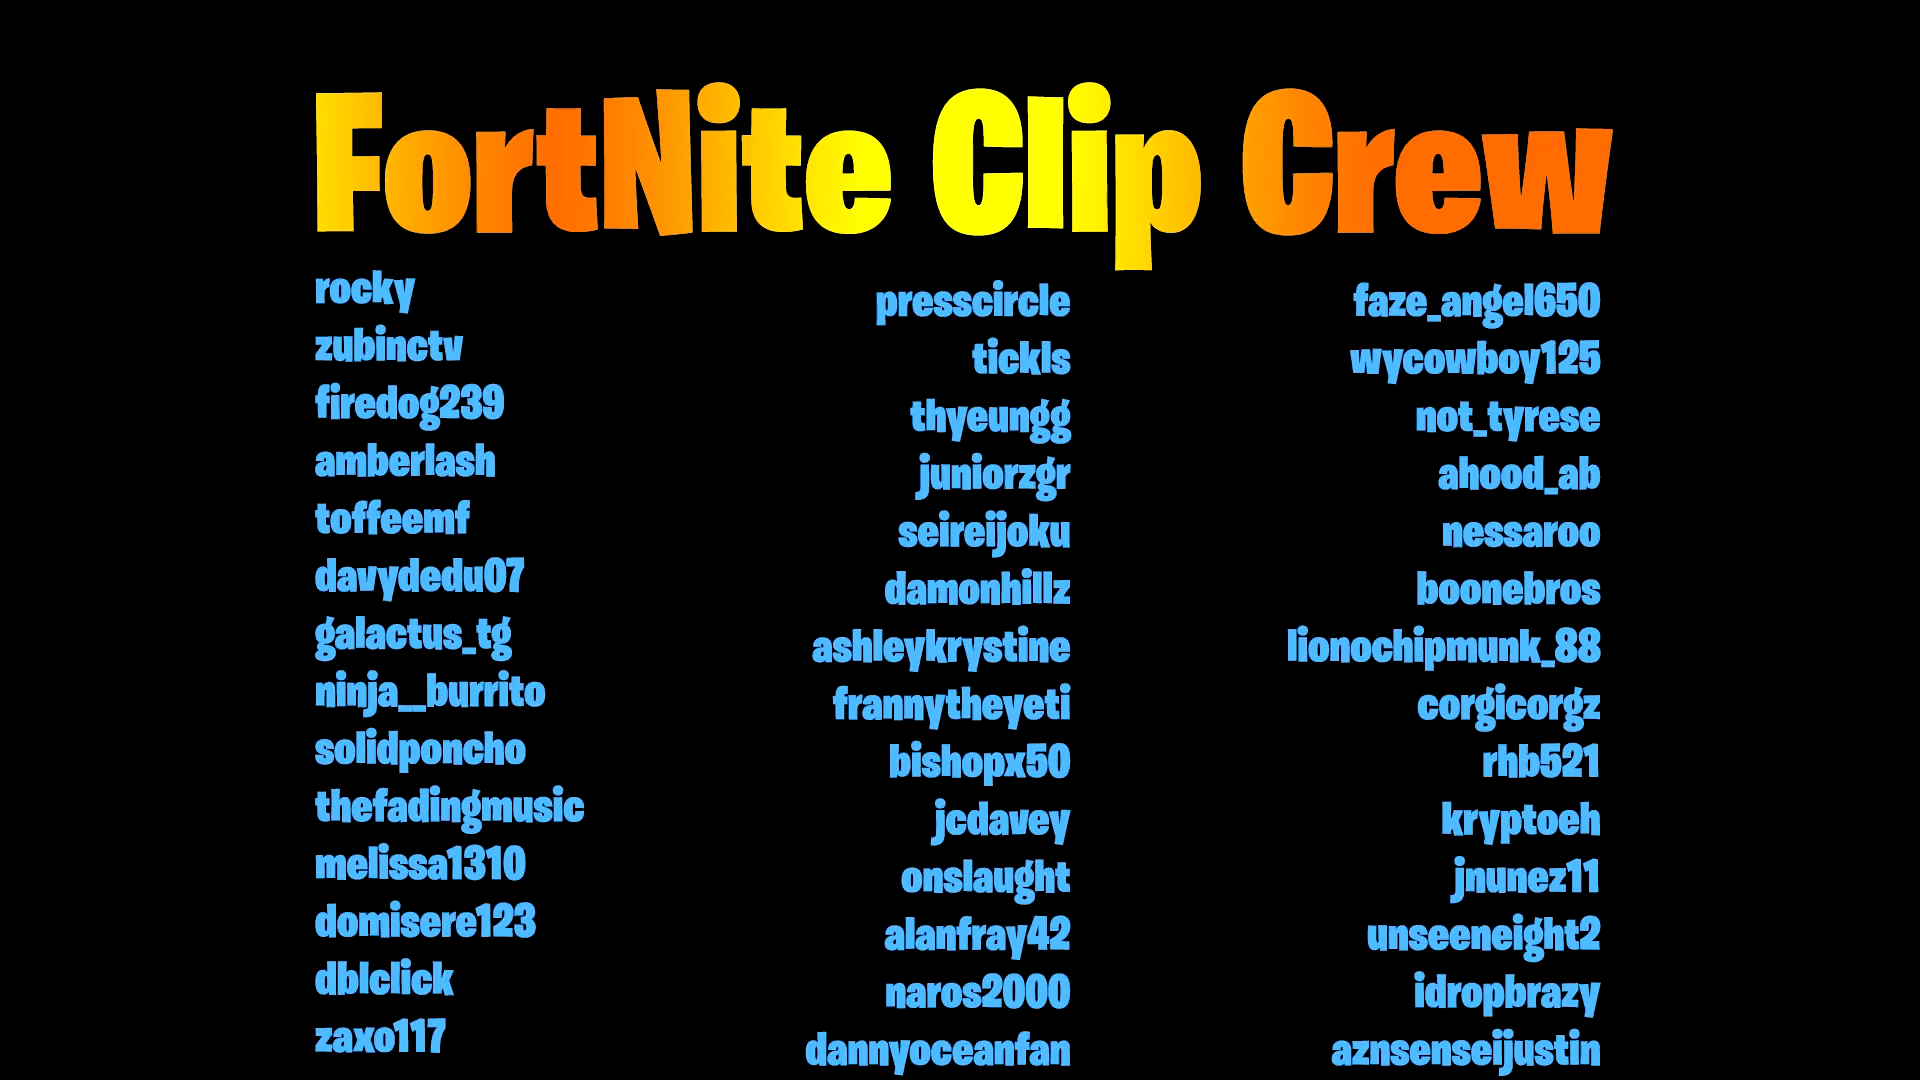 FortNite Clip Crew
rocky
zubinctv
firedog239
amberlash
toffeemf
davydedu07
galactus_tg
ninja__burrito
solidponcho
thefadingmusic
melissa1310
domisere123
dblclick
zaxo117
presscircle
tickls
thyeungg
juniorzgr
seireijoku
damonhillz
ashleykrystine
frannytheyeti
bishopx50
jcdavey
onslaught
alanfray42
naros2000
dannyoceanfan
faze_angel650
wycowboy125
not_tyrese
ahood_ab
nessaroo
boonebros
lionochipmunk_88
corgicorgz
rhb521
kryptoeh
jnunez11
unseeneight2
idropbrazy
aznsenseijustin